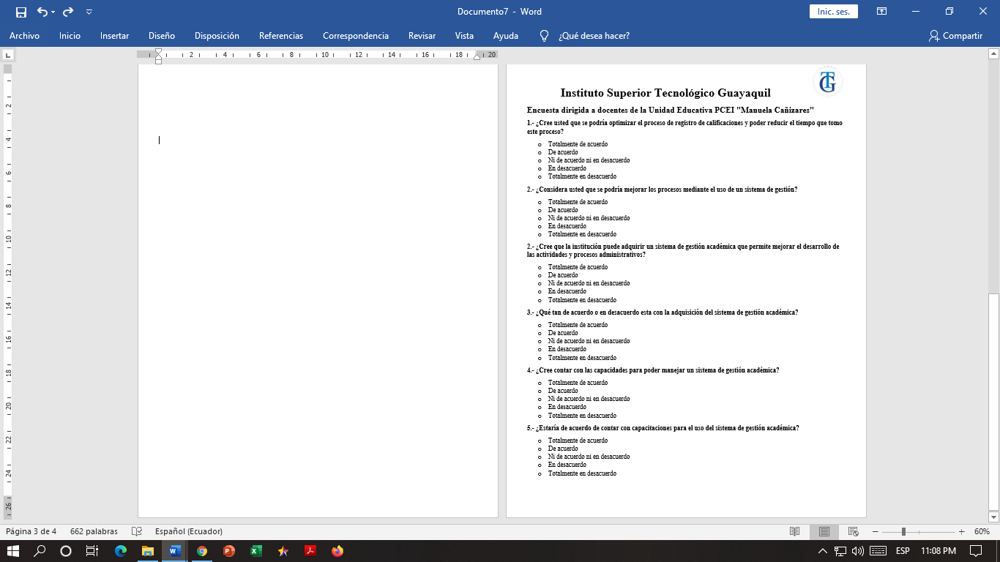 Documento7 - Word
Inic. ses.
Archivo Inicio Insertar Diseño Disposición Referencias Correspondencia Revisar Vista Ayuda ¿Qué desea hacer? Compartir
2 4 6 8 10 12 14 16 18 20
2
4
6
8
10
12
14
16
18
20
22
24
26
TG
Instituto Superior Tecnológico Guayaquil
Encuesta dirigida a docentes de la Unidad Educativa PCEI "Manuela Cañizares"
1.- ¿Cree usted que se podría optimizar el proceso de registro de calificaciones y poder reducir el tiempo que tomo
este proceso?
o Totalmente de acuerdo
o De acuerdo
o Ni de acuerdo ni en desacuerdo
o En desacuerdo
o Totalmente en desacuerdo
2.- ¿Considera usted que se podría mejorar los procesos mediante el uso de un sistema de gestión?
o Totalmente de acuerdo
o De acuerdo
o Ni de acuerdo ni en desacuerdo
o En desacuerdo
o Totalmente en desacuerdo
2.- ¿Cree que la institución puede adquirir un sistema de gestión académica que permite mejorar el desarrollo de
las actividades y procesos administrativos?
o Totalmente de acuerdo
o De acuerdo
o Ni de acuerdo ni en desacuerdo
o En desacuerdo
o Totalmente en desacuerdo
3.- ¿Qué tan de acuerdo o en desacuerdo esta con la adquisición del sistema de gestión académica?
o Totalmente de acuerdo
o De acuerdo
o Ni de acuerdo ni en desacuerdo
o En desacuerdo
o Totalmente en desacuerdo
4.- ¿Cree contar con las capacidades para poder manejar un sistema de gestión académica?
o Totalmente de acuerdo
o De acuerdo
o Ni de acuerdo ni en desacuerdo
o En desacuerdo
o Totalmente en desacuerdo
5.- ¿Estaría de acuerdo de contar con capacitaciones para el uso del sistema de gestión académica?
o Totalmente de acuerdo
o De acuerdo
o Ni de acuerdo ni en desacuerdo
o En desacuerdo
o Totalmente en desacuerdo
Página 3 de 4 662 palabras Español (Ecuador) 60%
ESP 11:08 PM